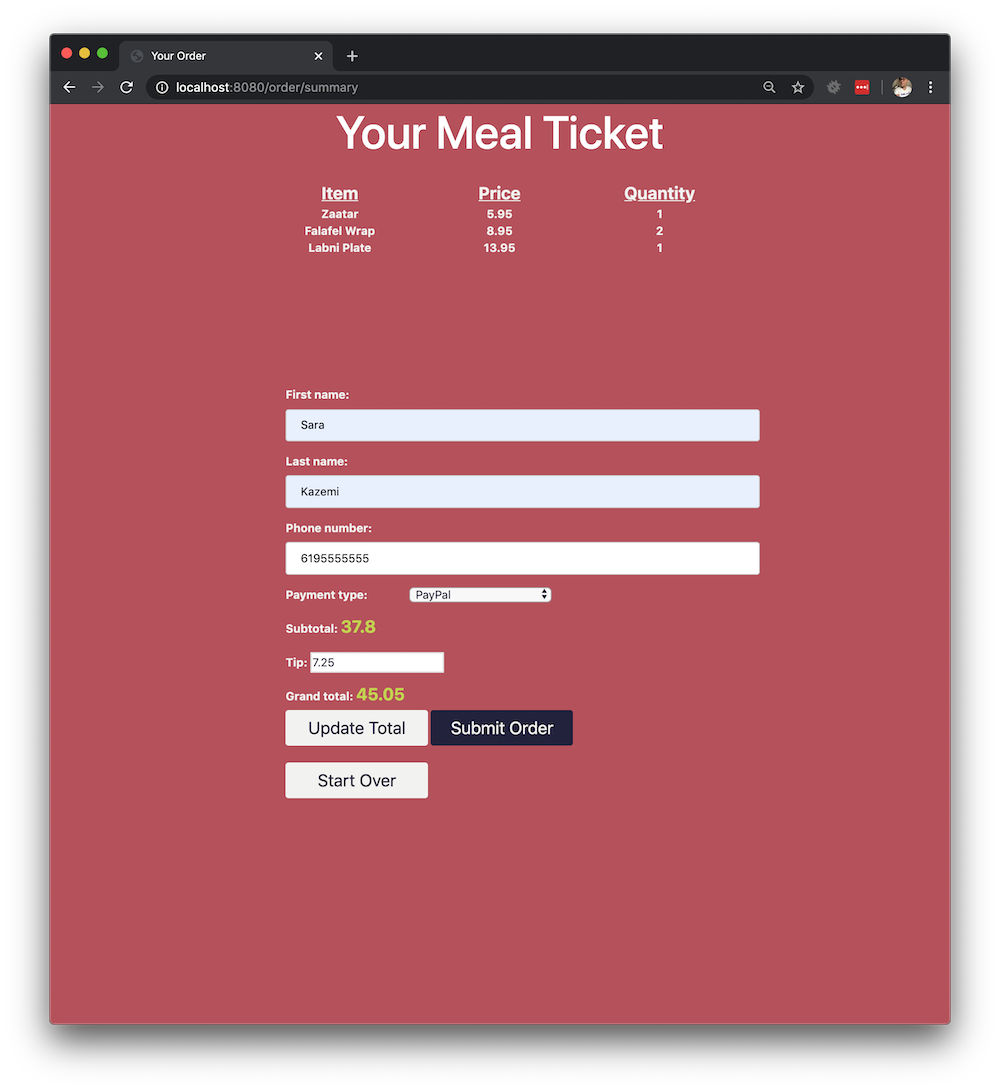 Your Order
localhost:8080/order/summary
Your Meal Ticket
Item Price Quantity
Zaatar 5.95 1
Falafel Wrap 8.95 2
Labni Plate 13.95 1
First name:
Sara
Last name:
Kazemi
Phone number:
6195555555
Payment type: PayPal
Subtotal: 37.8
Tip: 7.25
Grand total: 45.05
Update Total Submit Order
Start Over